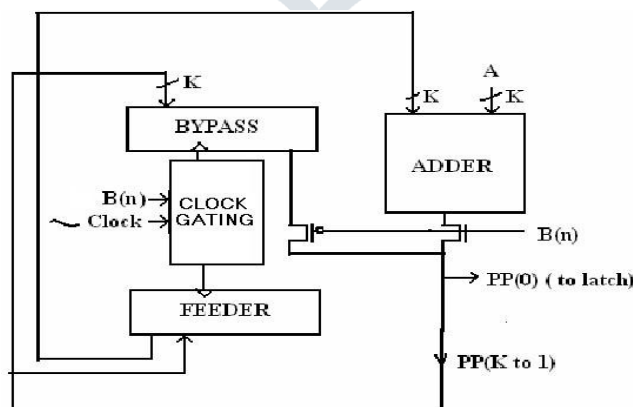 A
K
K
K
BYPASS
ADDER
B(n)
CLOCK
GATING
~ Clock
B(n)
PP(0) ( to latch)
FEEDER
PP(K to 1)